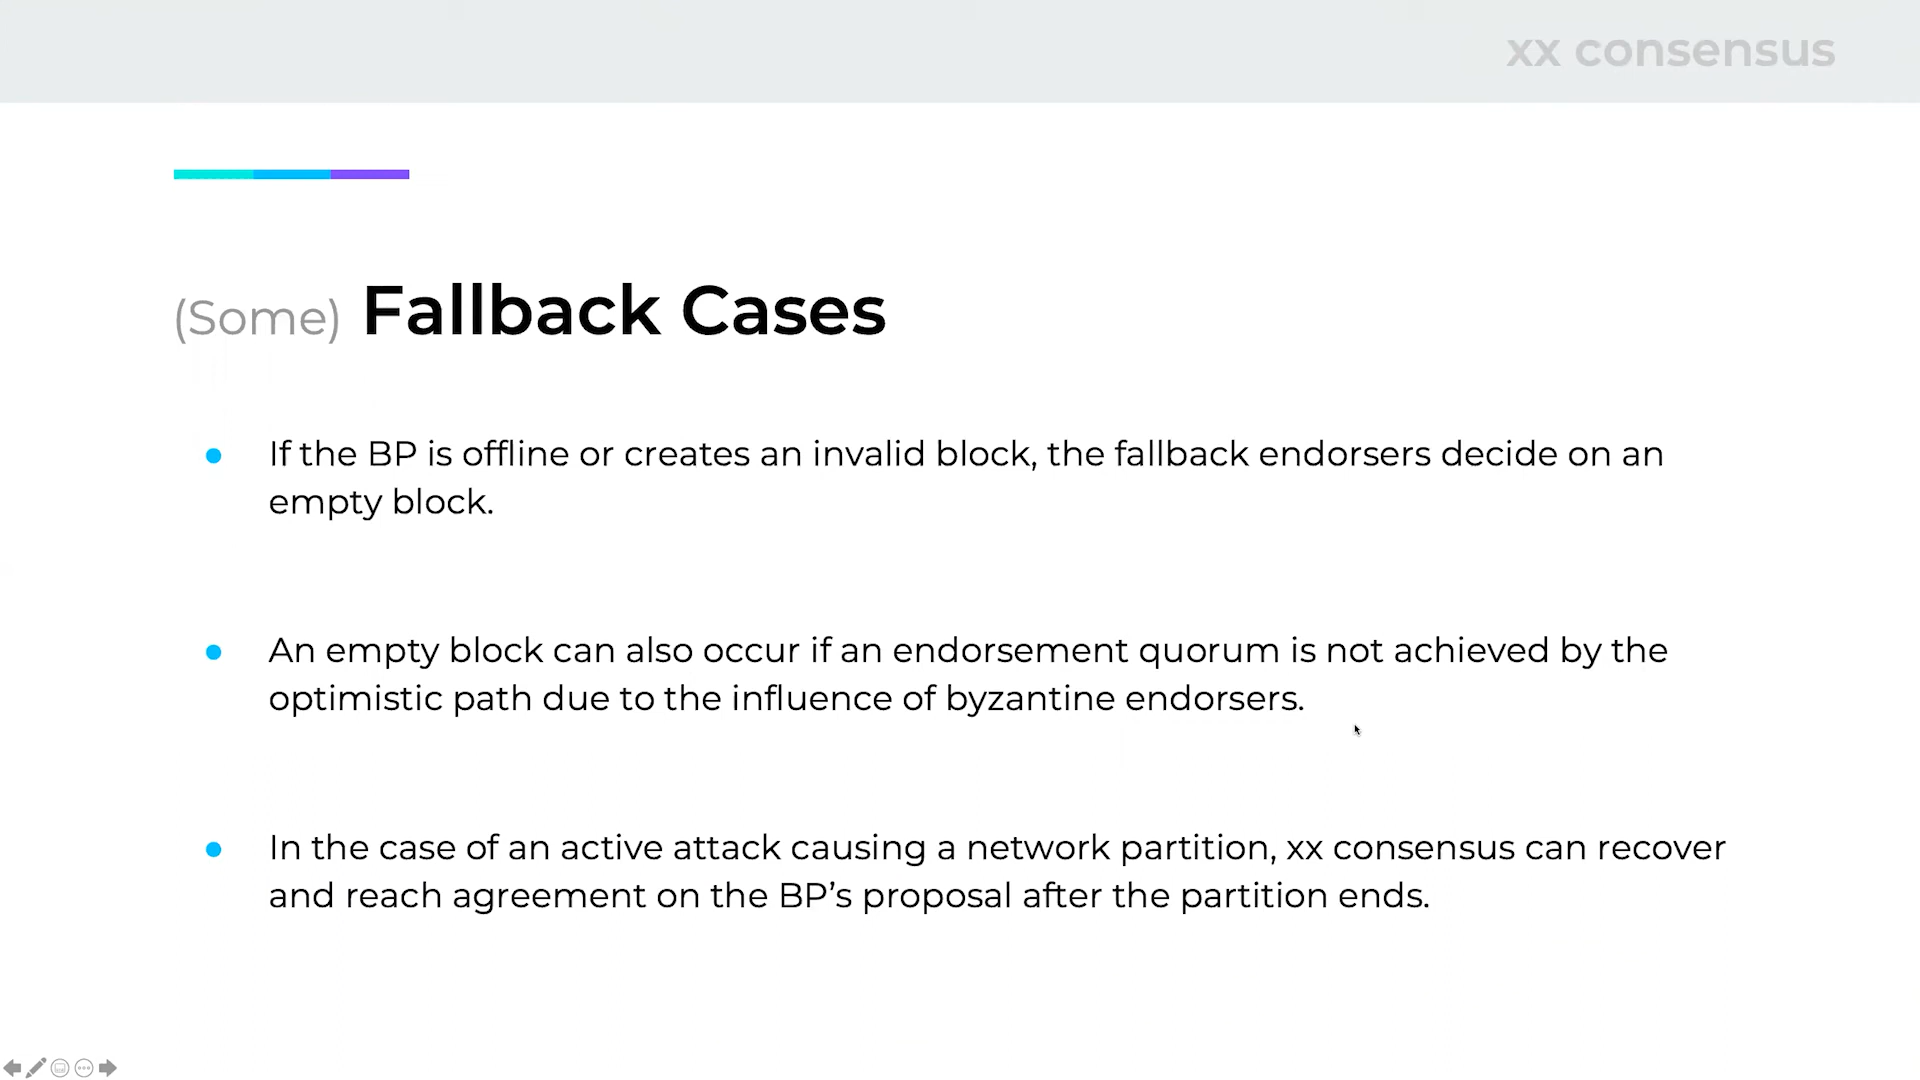 xx consensus
(Some) Fallback Cases
If the BP is offline or creates an invalid block, the fallback endorsers decide on an
empty block.
An empty block can also occur if an endorsement quorum is not achieved by the
optimistic path due to the influence of byzantine endorsers.
In the case of an active attack causing a network partition, xx consensus can recover
and reach agreement on the BP’s proposal after the partition ends.